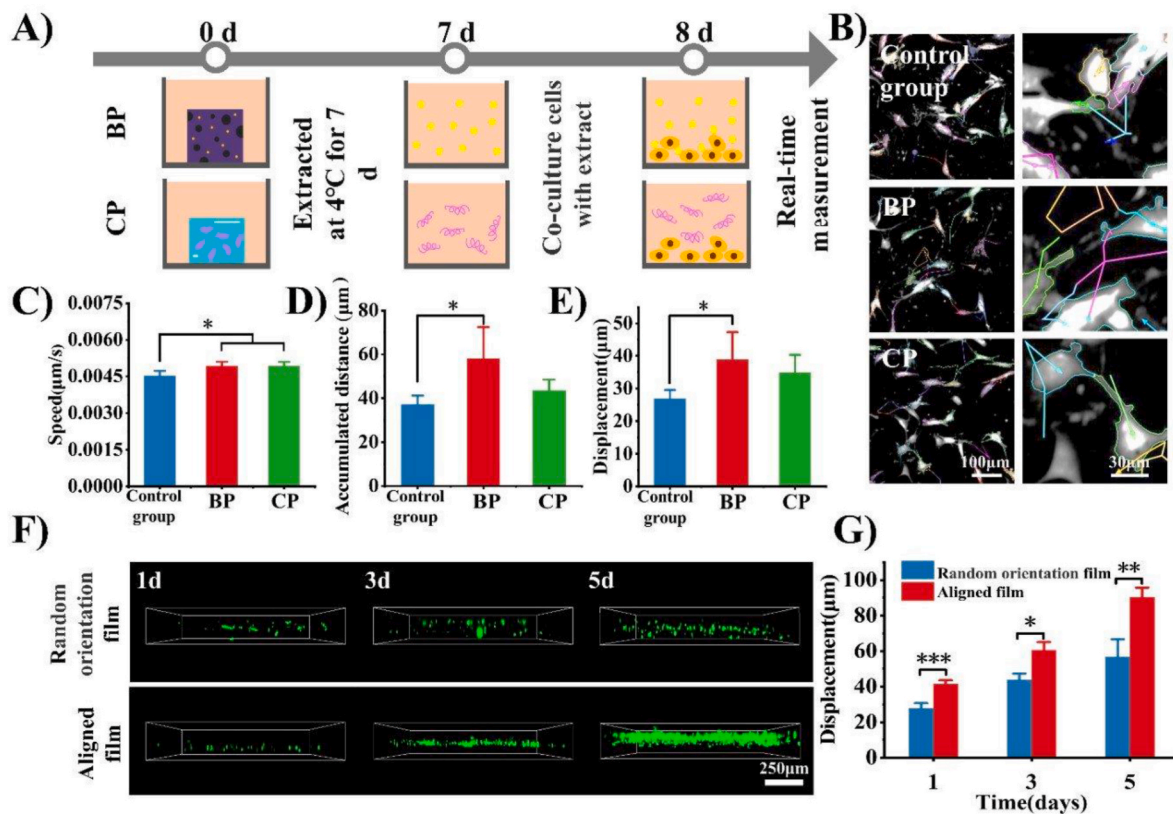 A)
0 d
7 d
8 d
BP
CP
Extracted
at 4°C for 7
d
Co-culture cells
with extract
Real-time
measurement
B)
Control
group
BP
CP
100μm
30μm
C)
0.0075
0.0060
0.0045
0.0030
0.0015
0.0000
Speed(μm/s)
*
Control
group
BP
CP
D)
80
60
40
20
0
Accumulated distance (μm)
*
Control
group
BP
CP
E)
50
40
30
20
10
0
Displacement(μm)
*
Control
group
BP
CP
F)
1d
3d
5d
Random
orientation
film
Aligned
film
250μm
G)
Random orientation film
Aligned film
100
80
60
40
20
0
Displacement(μm)
***
*
**
1
3
5
Time(days)